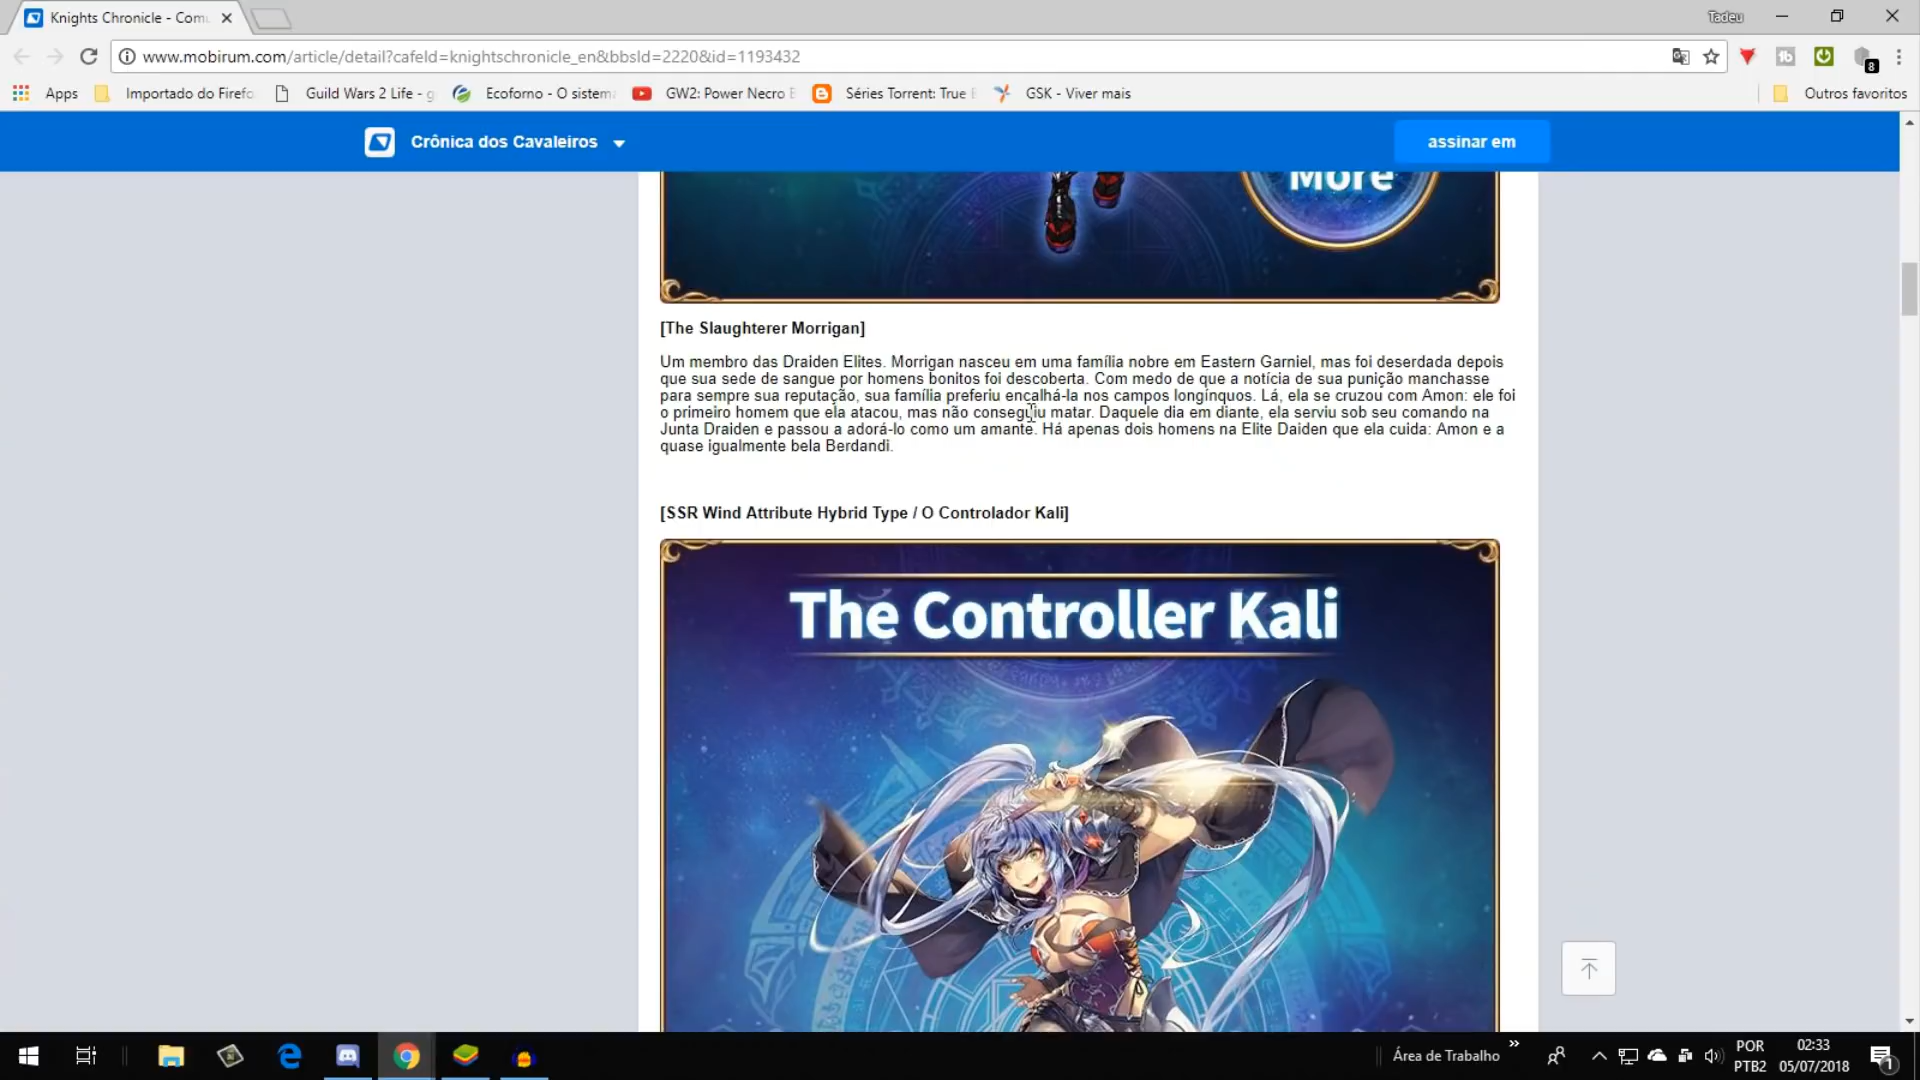 Knights Chronicle - Com
Tadeu
www.mobirum.com/article/detail?cafeId=knightschronicle_en&bbsId=2220&id=1193432
8
Apps
Importado do Firefo
Guild Wars 2 Life - g
Ecoforno - O sistema
GW2: Power Necro
Séries Torrent: True
GSK - Viver mais
Outros favoritos
Crônica dos Cavaleiros
assinar em
More
[The Slaughterer Morrigan]
Um membro das Draiden Elites. Morrigan nasceu em uma família nobre em Eastern Garniel, mas foi deserdada depois
que sua sede de sangue por homens bonitos foi descoberta. Com medo de que a notícia de sua punição manchasse
para sempre sua reputação, sua família preferiu encalhá-la nos campos longínquos. Lá, ela se cruzou com Amon: ele foi
o primeiro homem que ela atacou, mas não conseguiu matar. Daquele dia em diante, ela serviu sob seu comando na
Junta Draiden e passou a adorá-lo como um amante. Há apenas dois homens na Elite Daiden que ela cuida: Amon e a
quase igualmente bela Berdandi.
[SSR Wind Attribute Hybrid Type / O Controlador Kali]
The Controller Kali
Área de Trabalho
POR
PTB2
02:33
05/07/2018
1